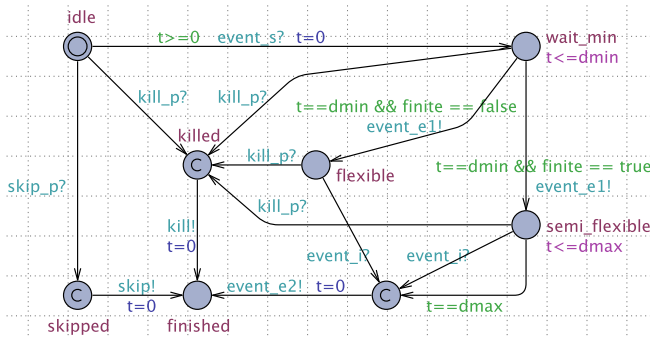 idle
t>=0 event_s? t=0
wait_min
t<=dmin
kill_p?
kill_p?
t==dmin && finite == false
event_e1!
killed
C
kill_p?
flexible
t==dmin && finite == true
event_e1!
skip_p?
kill_p?
kill!
t=0
semi_flexible
t<=dmax
event_i?
event_i?
C
skip!
t=0
event_e2! t=0
C
t==dmax
skipped
finished